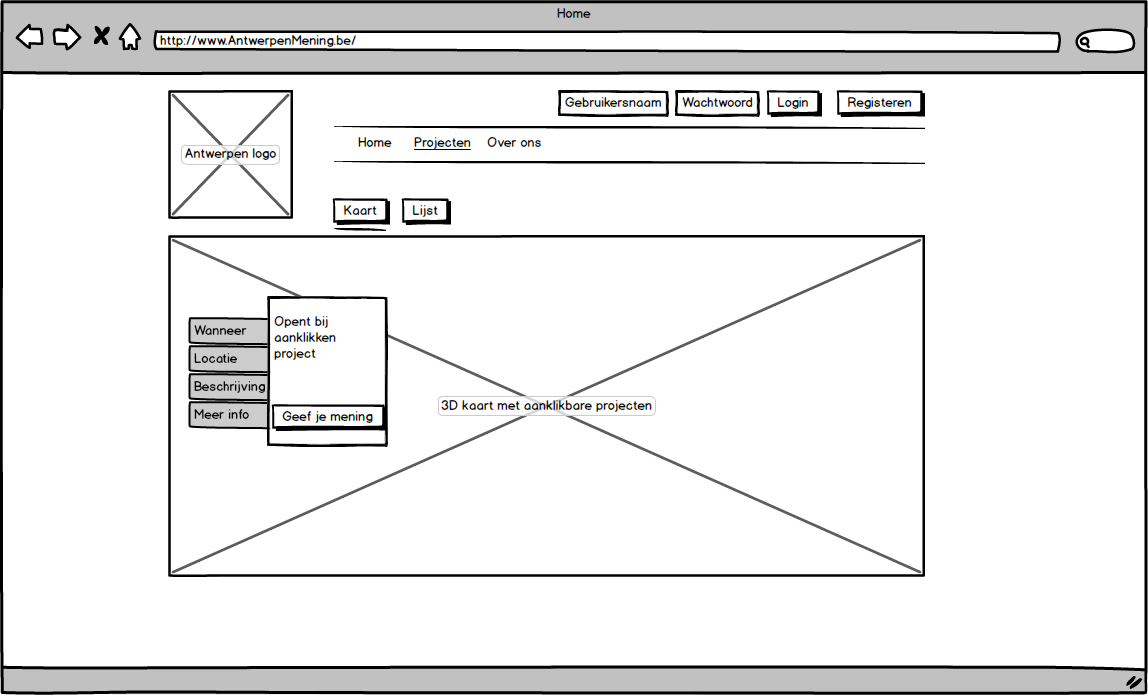 Home
http://www.AntwerpenMening.be/
Gebruikersnaam
Wachtwoord
Login
Registeren
Antwerpen logo
Home
Projecten
Over ons
Kaart
Lijst
Wanneer
Locatie
Beschrijving
Meer info
Opent bij
aanklikken
project
Geef je mening
3D kaart met aanklikbare projecten